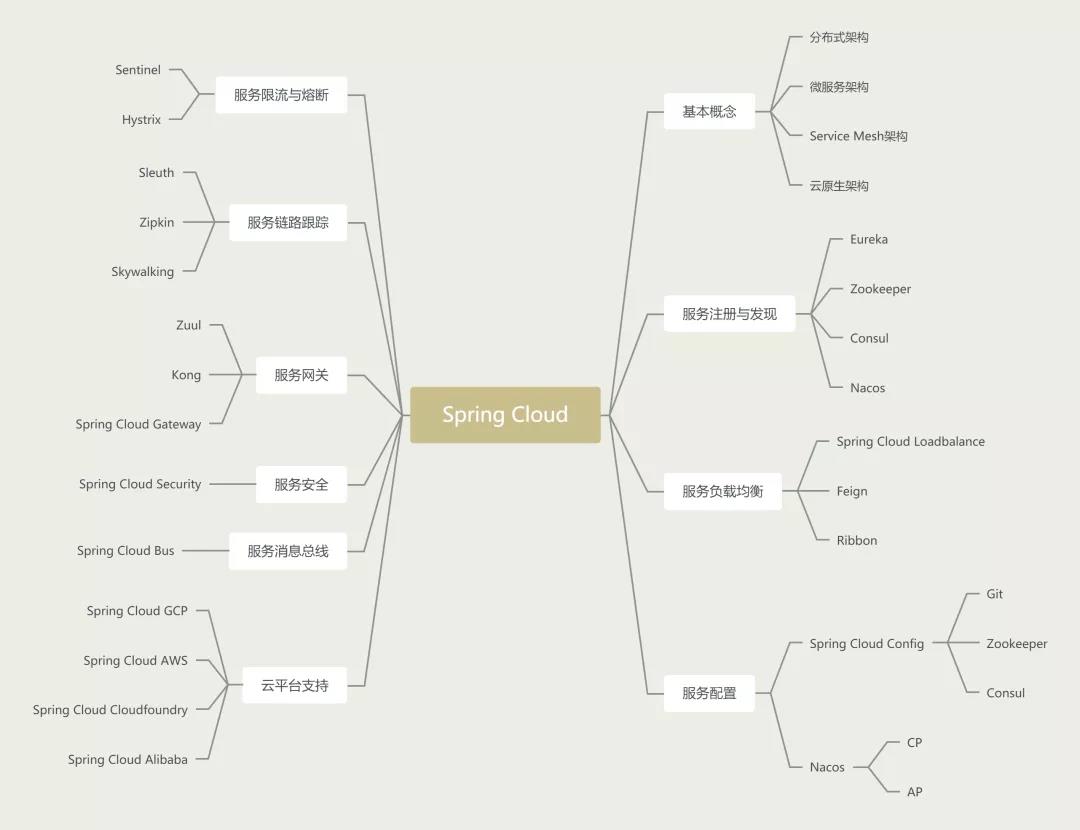 Spring Cloud
基本概念
分布式架构
微服务架构
Service Mesh架构
云原生架构
服务注册与发现
Eureka
Zookeeper
Consul
Nacos
服务负载均衡
Spring Cloud Loadbalance
Feign
Ribbon
服务配置
Spring Cloud Config
Git
Zookeeper
Consul
Nacos
CP
AP
服务限流与熔断
Sentinel
Hystrix
服务链路跟踪
Sleuth
Zipkin
Skywalking
服务网关
Zuul
Kong
Spring Cloud Gateway
服务安全
Spring Cloud Security
服务消息总线
Spring Cloud Bus
云平台支持
Spring Cloud GCP
Spring Cloud AWS
Spring Cloud Cloudfoundry
Spring Cloud Alibaba